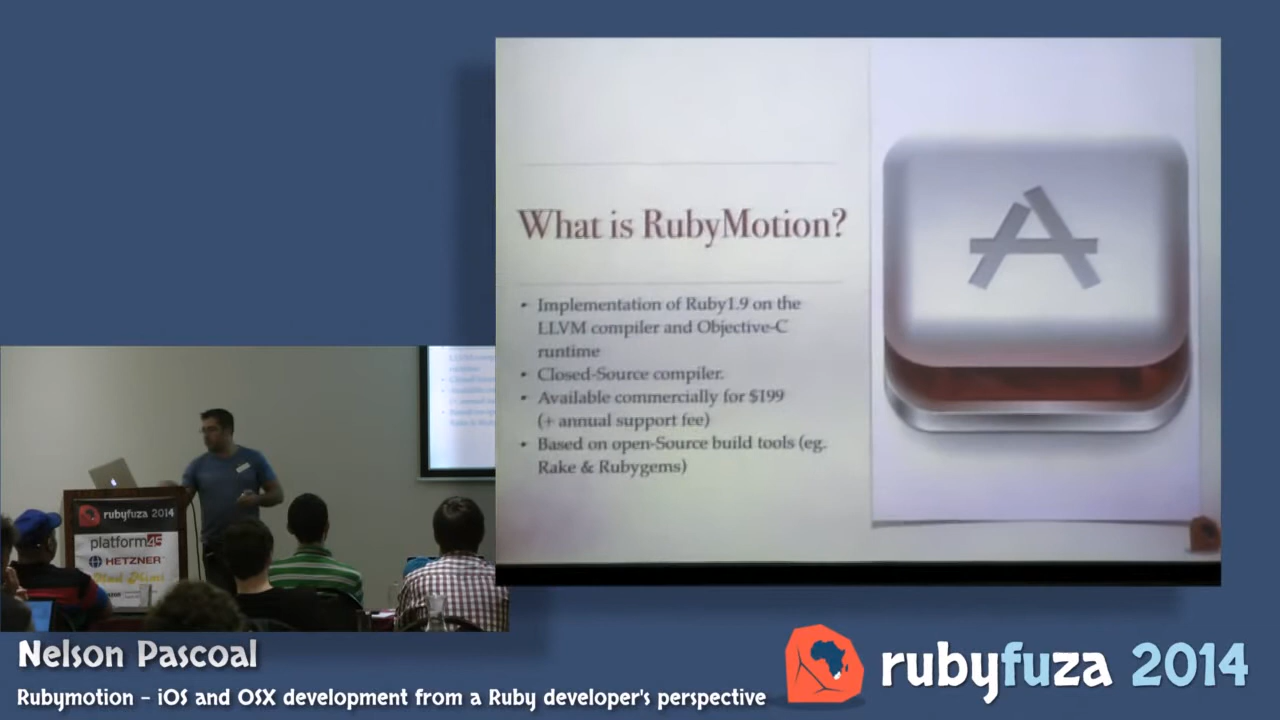 What is RubyMotion?
• Implementation of Ruby1.9 on the
LLVM compiler and Objective-C
runtime
• Closed-Source compiler.
• Available commercially for $199
(+ annual support fee)
• Based on open-Source build tools (eg.
Rake & Rubygems)
rubyfuza 2014
platform45
HETZNER
Mad Mimi
Nelson Pascoal
Rubymotion – iOS and OSX development from a Ruby developer's perspective
rubyfuza 2014